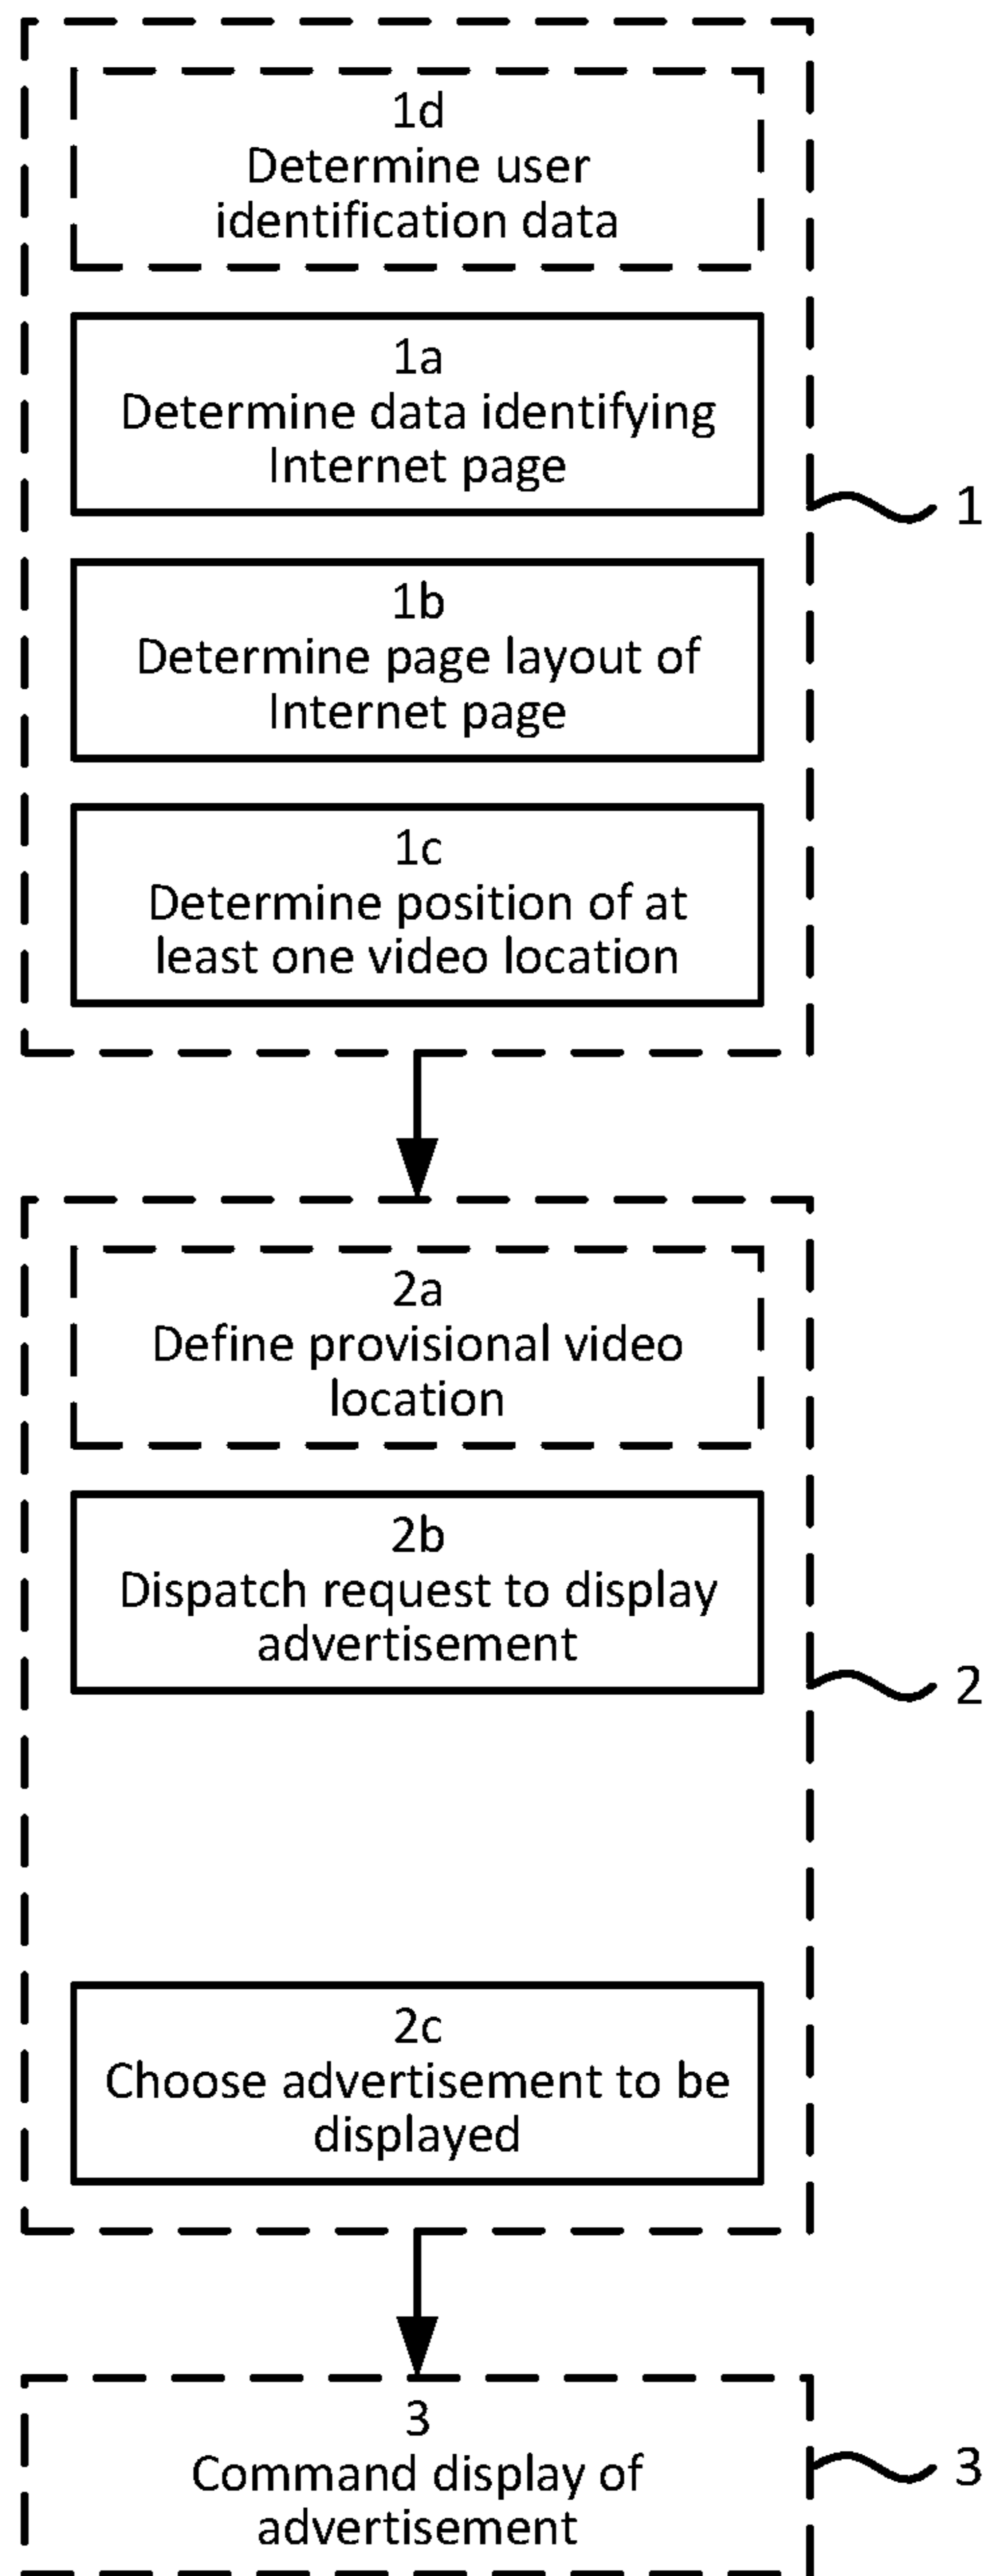 1d
Determine user
identification data
1a
Determine data identifying
Internet page
1
1b
Determine page layout of
Internet page
1c
Determine position of at
least one video location
2a
Define provisional video
location
2b
Dispatch request to display
advertisement
2
2c
Choose advertisement to be
displayed
3
Command display of
advertisement
3